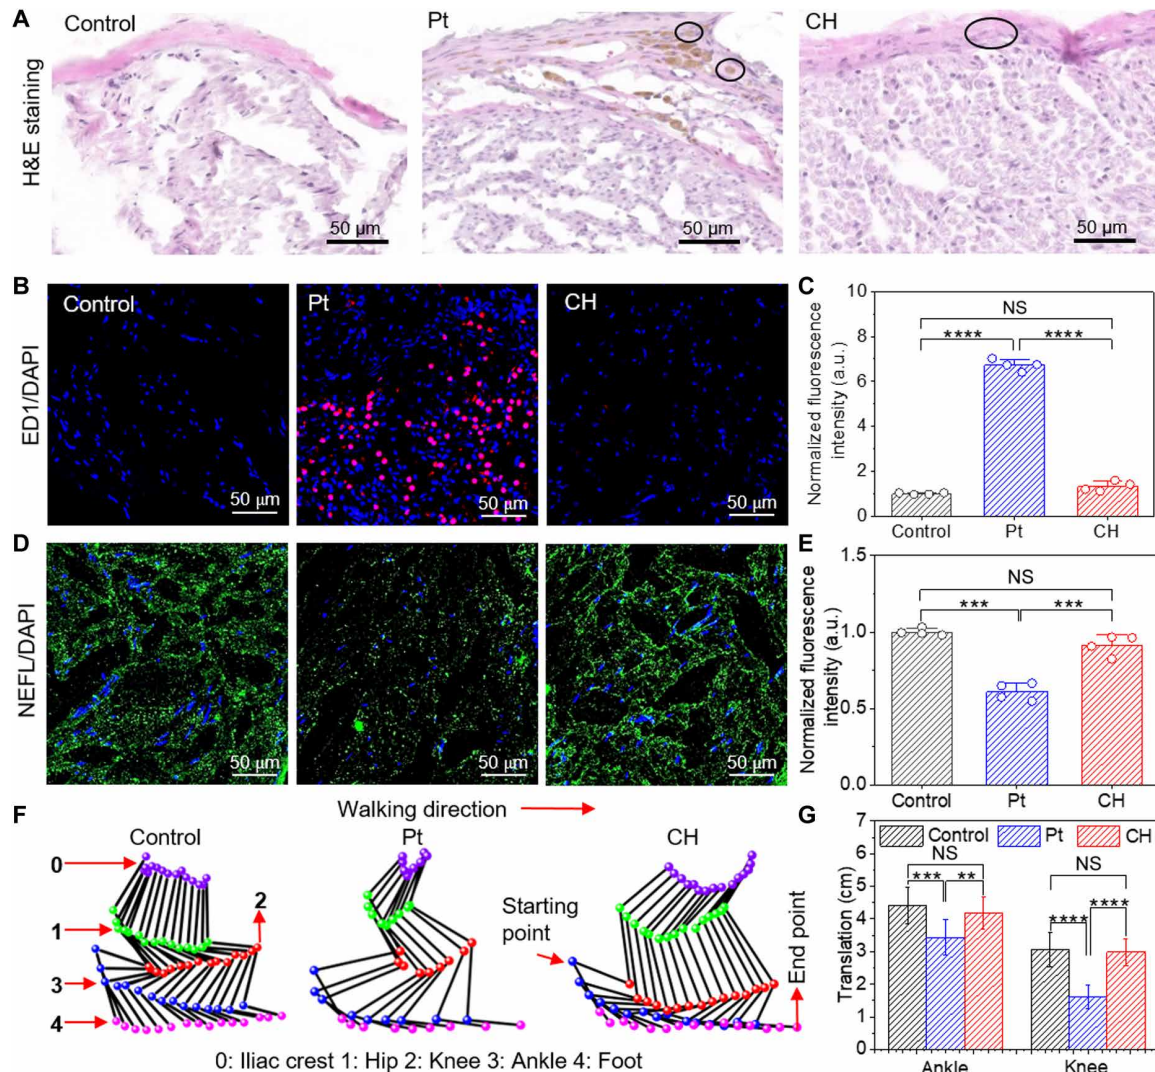 A
Control
Pt
CH
H&E staining
50 µm
50 µm
50 µm
B
Control
Pt
CH
ED1/DAPI
50 µm
50 µm
50 µm
C
Normalized fluorescence
intensity (a.u.)
10
8
6
4
2
0
NS
****
****
Control
Pt
CH
D
NEFL/DAPI
50 µm
50 µm
50 µm
E
Normalized fluorescence
intensity (a.u.)
1.5
1.0
0.5
0.0
NS
***
***
Control
Pt
CH
F
Walking direction
Control
Pt
CH
0
1
2
3
4
Starting
point
End point
0: Iliac crest 1: Hip 2: Knee 3: Ankle 4: Foot
G
Translation (cm)
7
6
5
4
3
2
1
0
Control
Pt
CH
NS
***
**
NS
****
****
Ankle
Knee